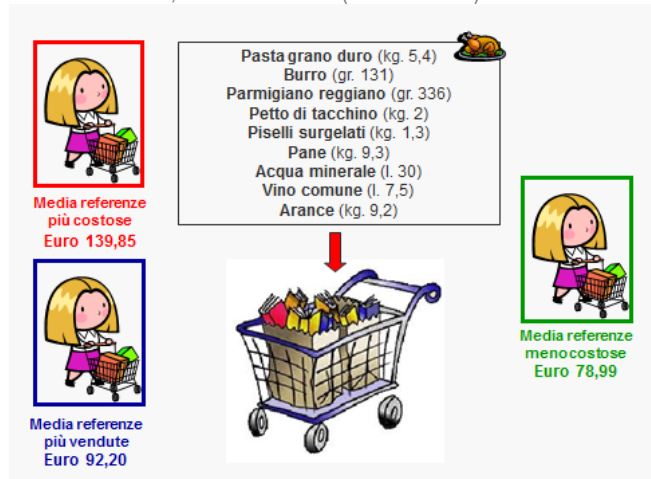 Pasta grano duro (kg. 5,4)
Burro (gr. 131)
Parmigiano reggiano (gr. 336)
Petto di tacchino (kg. 2)
Piselli surgelati (kg. 1,3)
Pane (kg. 9,3)
Acqua minerale (l. 30)
Vino comune (l. 7,5)
Arance (kg. 9,2)
Media referenze
più costose
Euro 139,85
Media referenze
più vendute
Euro 92,20
Media referenze
meno costose
Euro 78,99